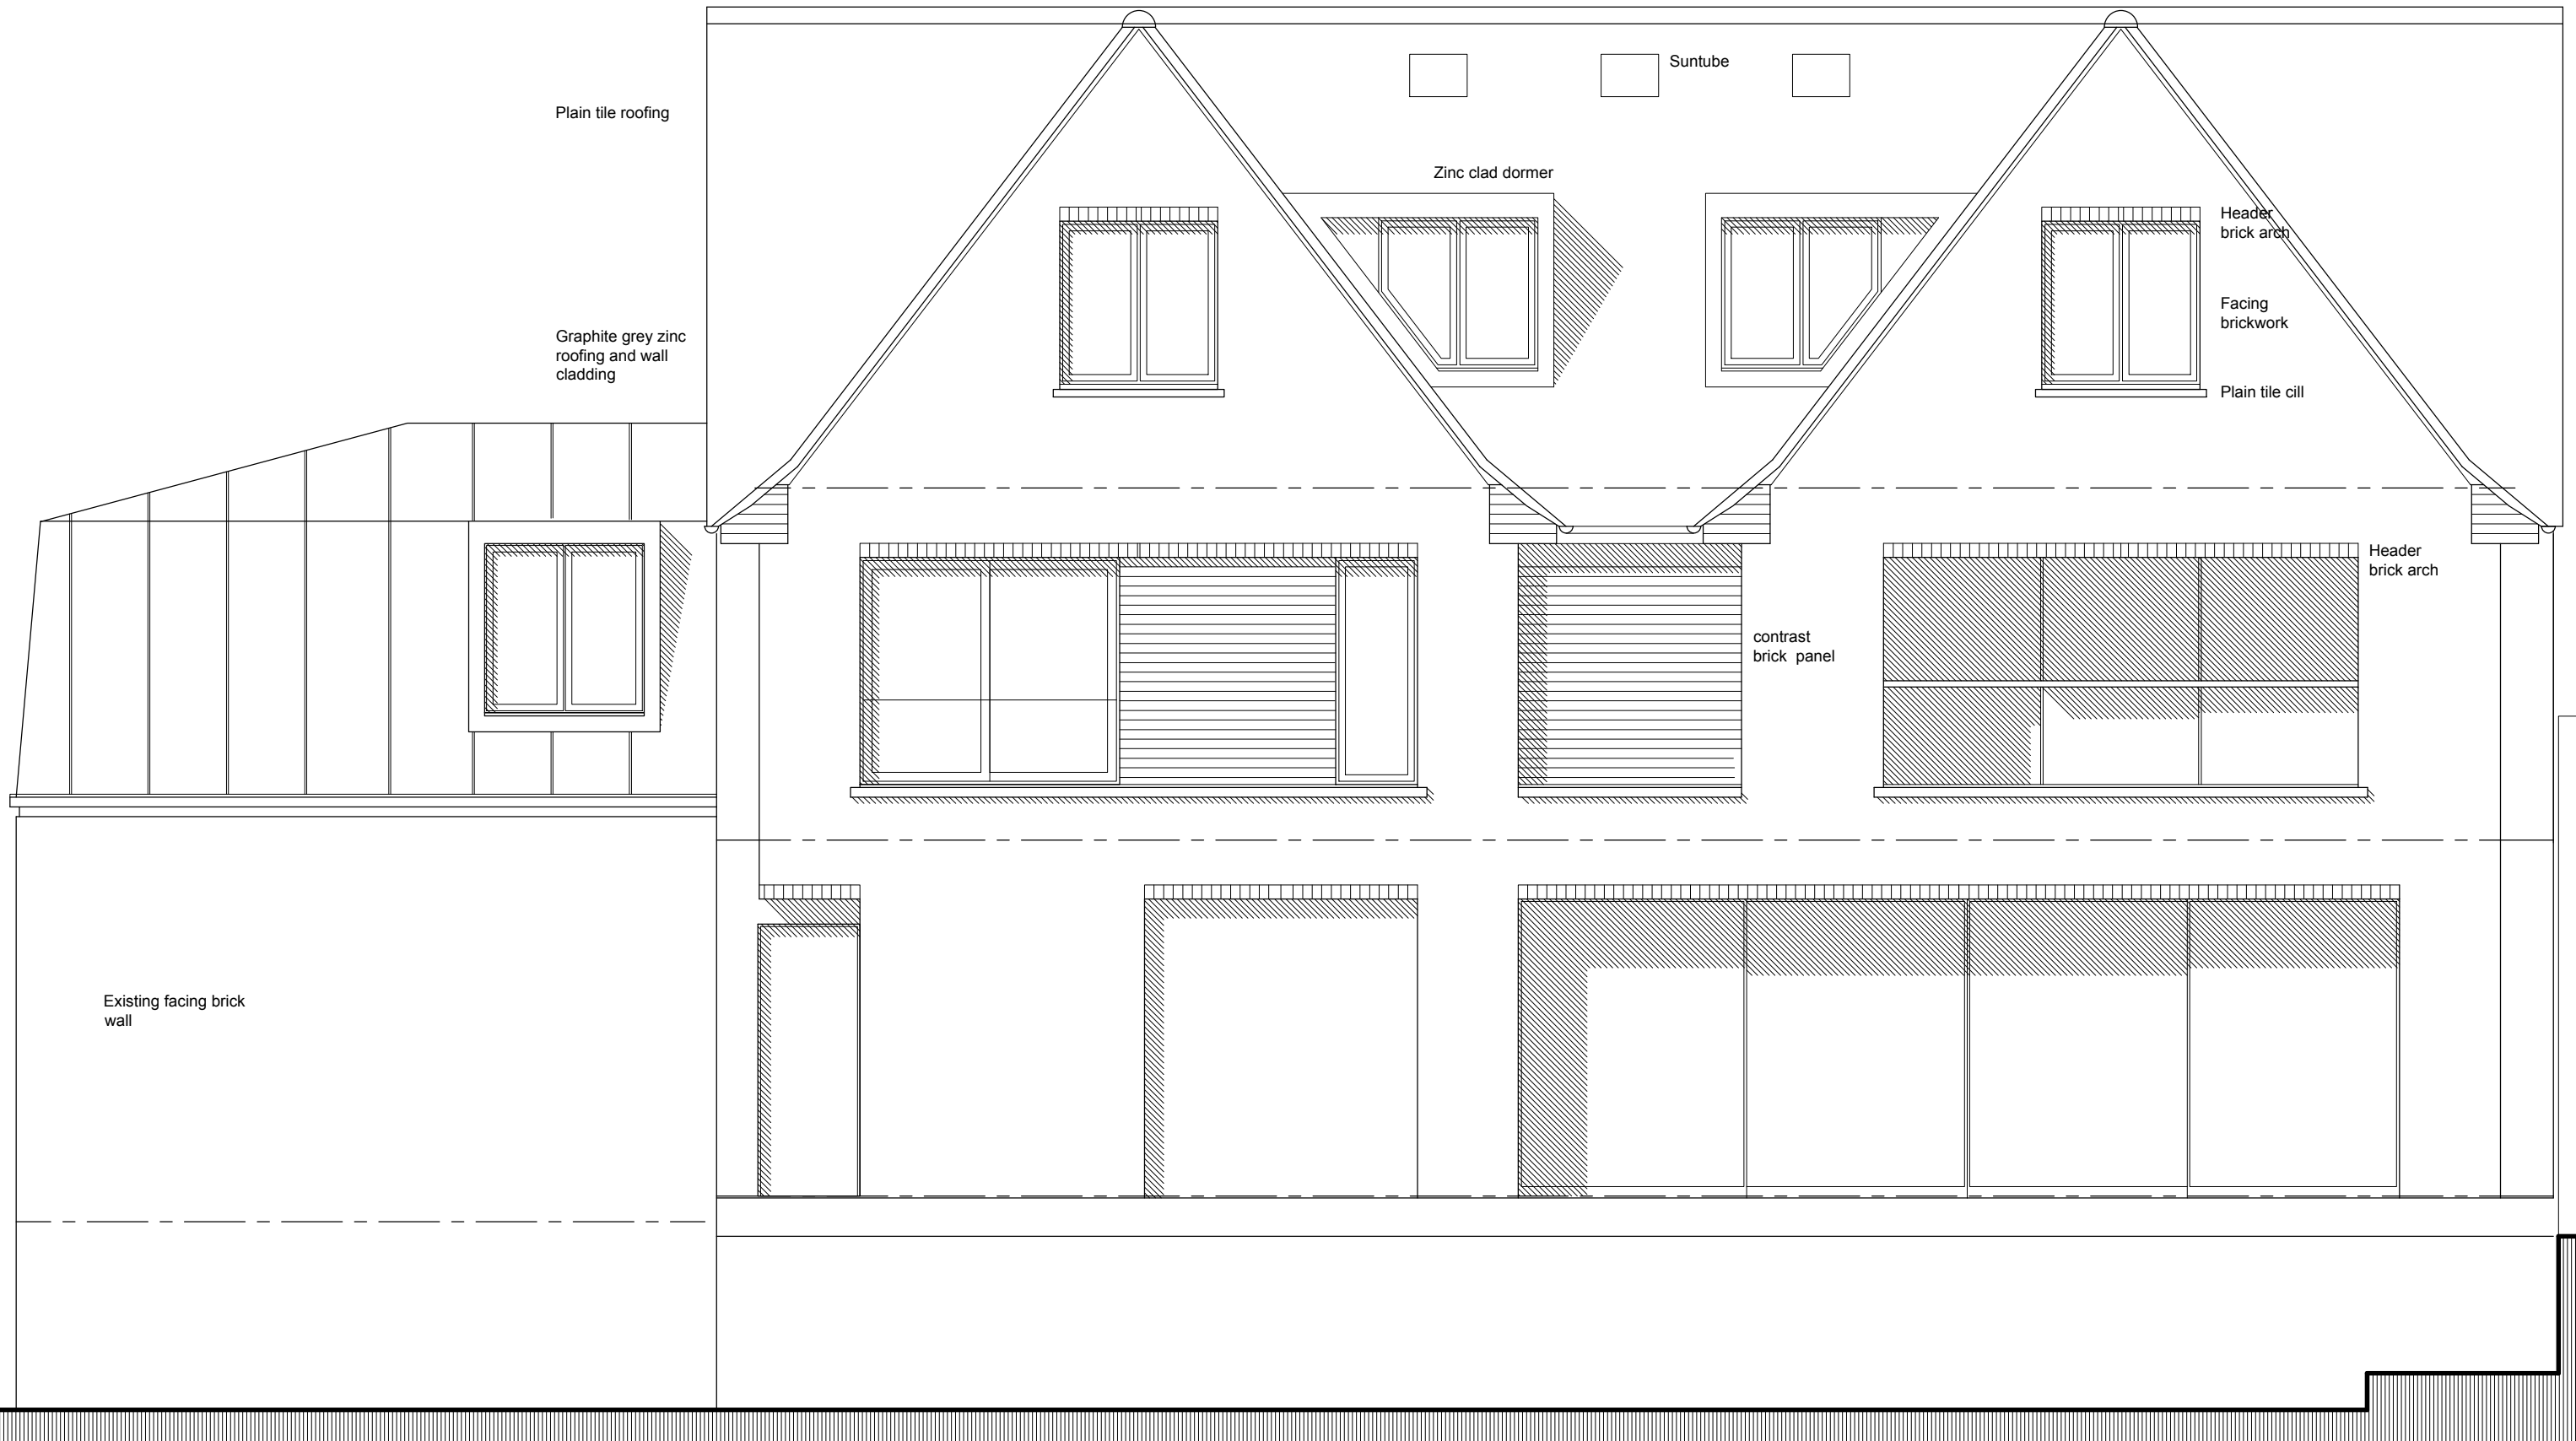 Suntube
Plain tile roofing
Zinc clad dormer
Header
brick arch
Facing
brickwork
Graphite grey zinc
roofing and wall
cladding
Plain tile cill
Header
brick arch
contrast
brick panel
Existing facing brick
wall